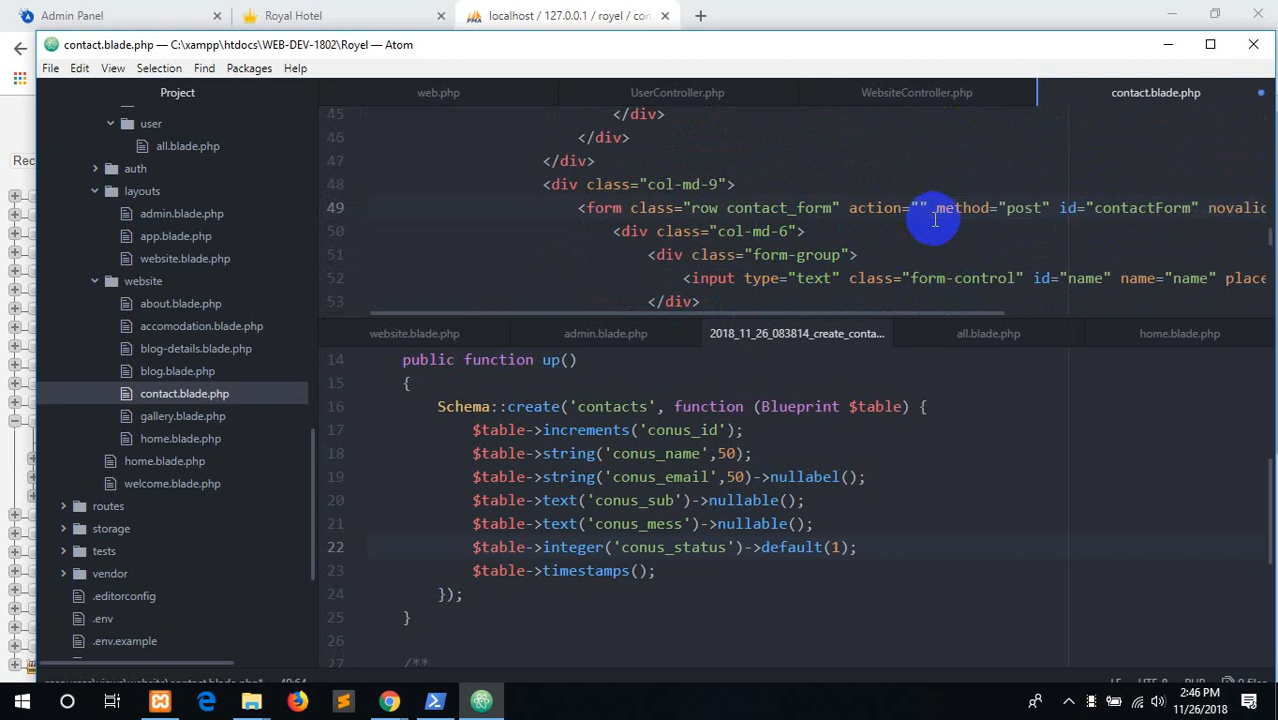 Admin Panel
Royal Hotel
localhost / 127.0.0.1 / royel / con
contact.blade.php — C:\xampp\htdocs\WEB-DEV-1802\Royel — Atom
File Edit View Selection Find Packages Help
Project
web.php UserController.php WebsiteController.php contact.blade.php
user
all.blade.php
auth
layouts
admin.blade.php
app.blade.php
website.blade.php
website
about.blade.php
accomodation.blade.php
blog-details.blade.php
blog.blade.php
contact.blade.php
gallery.blade.php
home.blade.php
home.blade.php
welcome.blade.php
routes
storage
tests
vendor
.editorconfig
.env
.env.example
Rec
45 </div>
46 </div>
47 </div>
48 <div class="col-md-9">
49 <form class="row contact_form" action="" method="post" id="contactForm" novalid
50 <div class="col-md-6">
51 <div class="form-group">
52 <input type="text" class="form-control" id="name" name="name" place
53 </div>
website.blade.php admin.blade.php 2018_11_26_083814_create_conta... all.blade.php home.blade.php
14 public function up()
15 {
16 Schema::create('contacts', function (Blueprint $table) {
17 $table->increments('conus_id');
18 $table->string('conus_name',50);
19 $table->string('conus_email',50)->nullabel();
20 $table->text('conus_sub')->nullable();
21 $table->text('conus_mess')->nullable();
22 $table->integer('conus_status')->default(1);
23 $table->timestamps();
24 });
25 }
26
27 /**
2:46 PM
11/26/2018